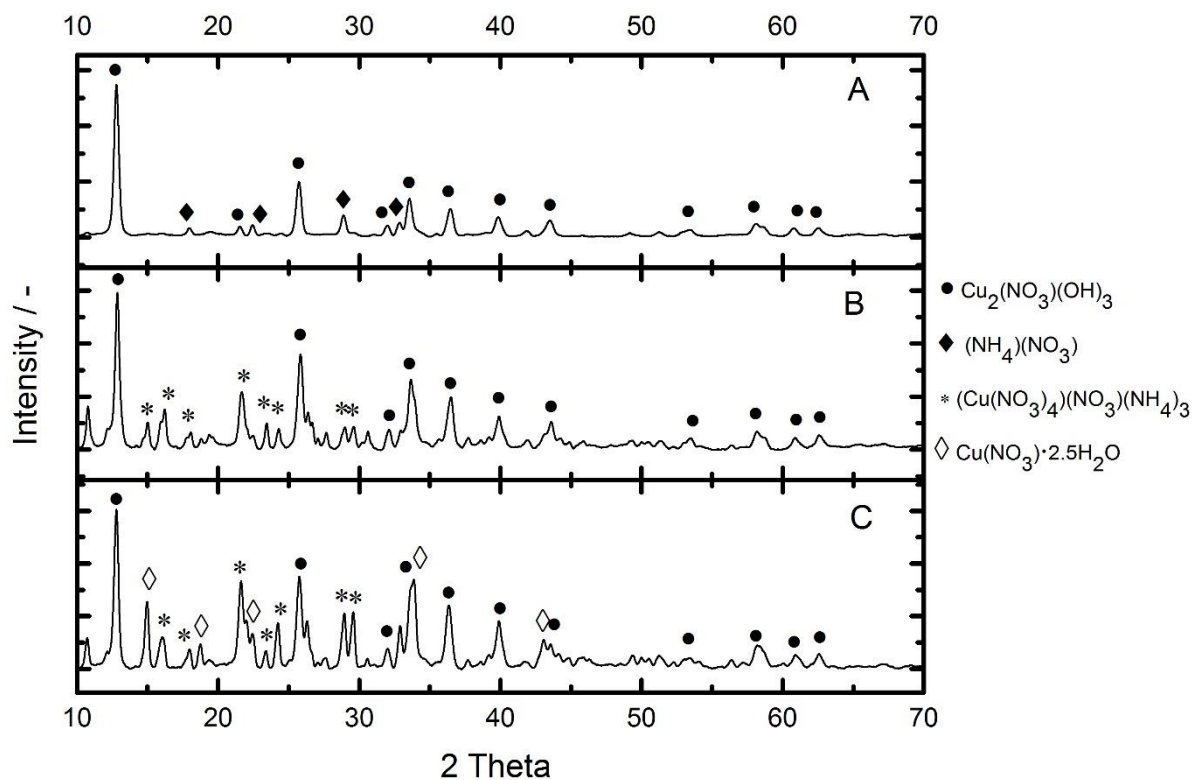 10 20 30 40 50 60 70
A
B
C
Intensity / -
● Cu₂(NO₃)(OH)₃
◆ (NH₄)(NO₃)
* (Cu(NO₃)₄)(NO₃)(NH₄)₃
◇ Cu(NO₃)·2.5H₂O
10 20 30 40 50 60 70
2 Theta